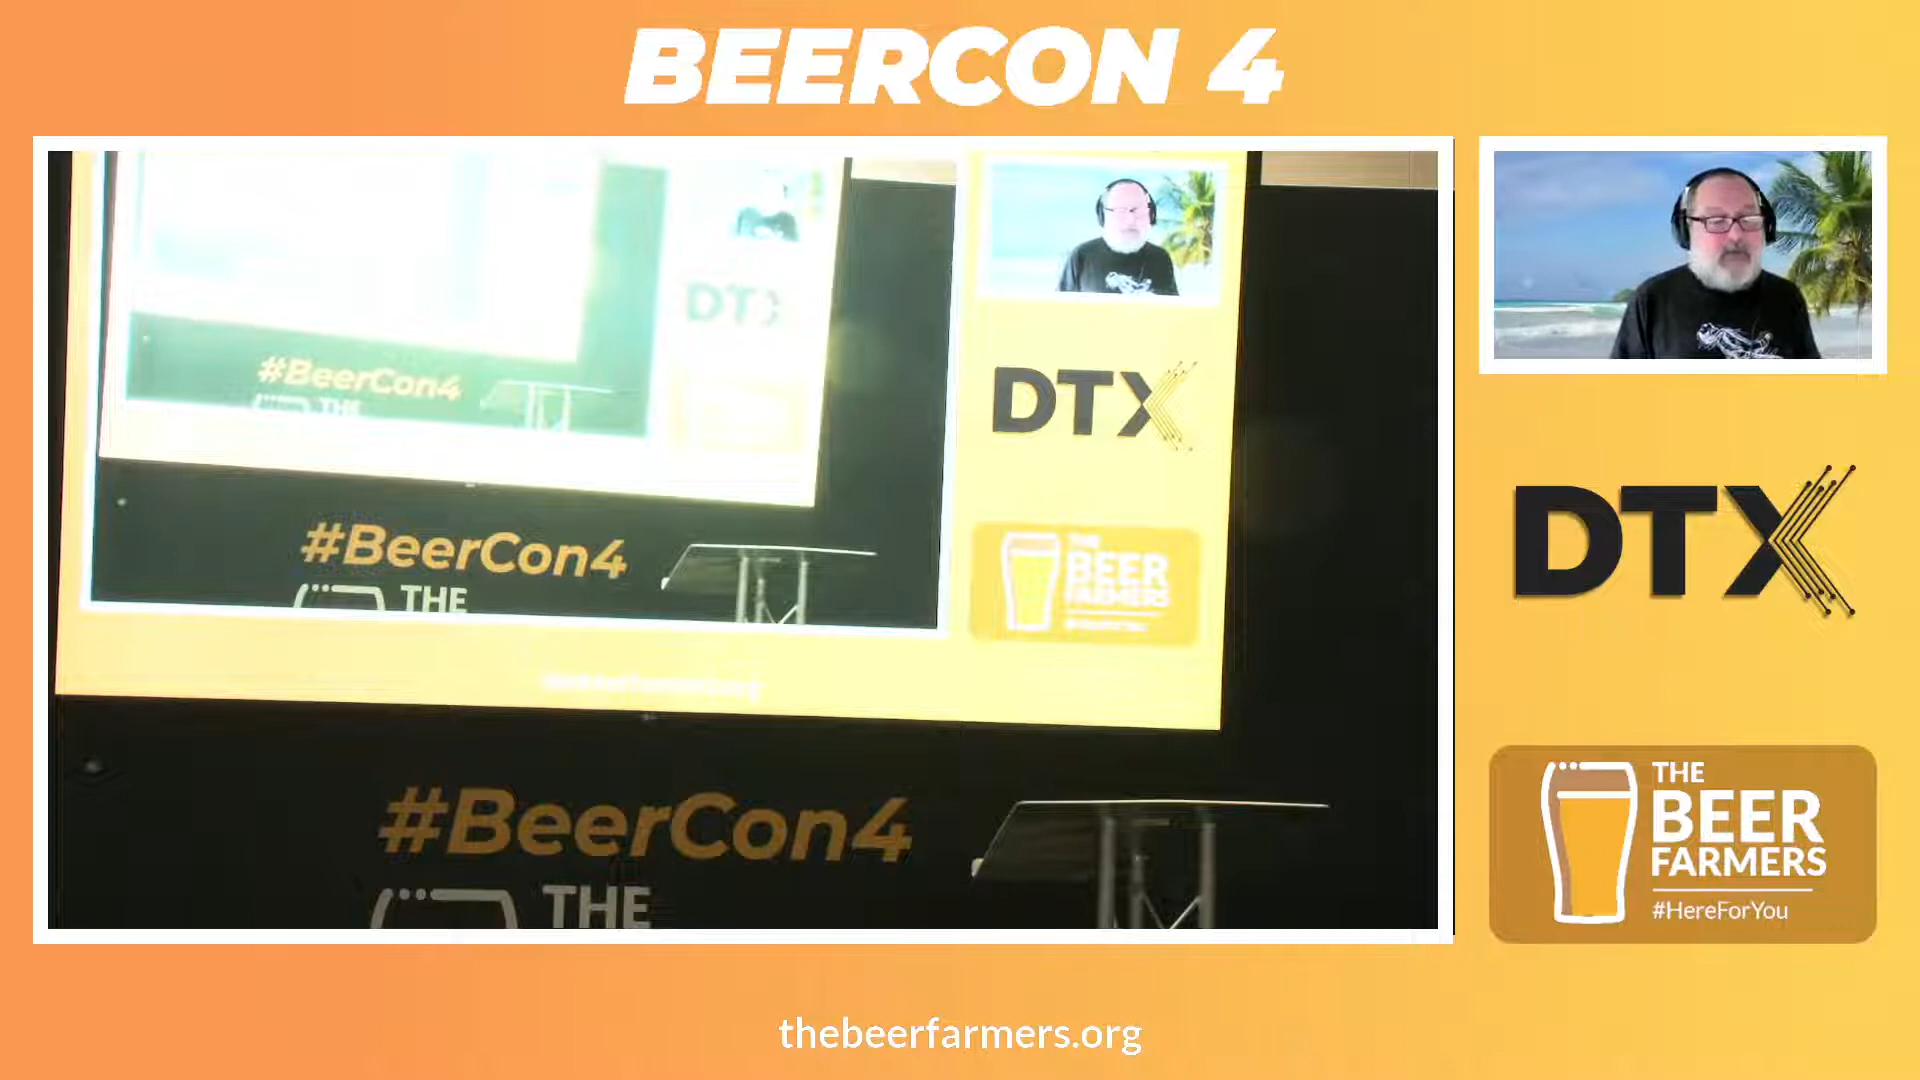 BEERCON 4
DTX
#BeerCon4
THE
DTX
#BeerCon4
THE
THE
BEER
FARMERS
#BeerCon4
THE
DTX
THE
BEER
FARMERS
#HereForYou
thebeerfarmers.org